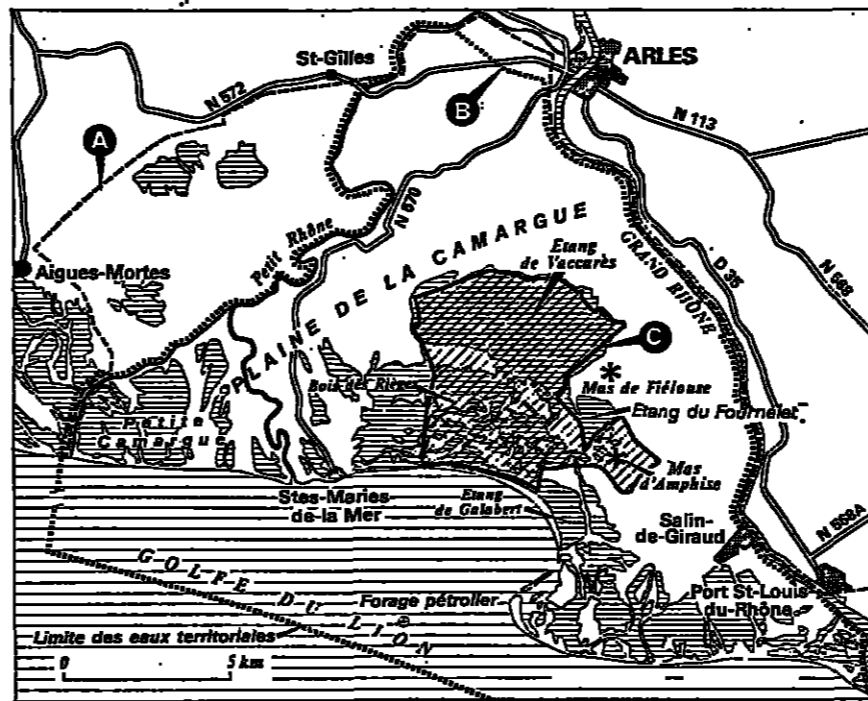 St-Gilles
ARLES
N 572
A
B
N 113
N 570
Petit Rhône
Aigues-Mortes
PLAINE DE LA CAMARGUE
Etang
de Vaccarès
GRAND RHÔNE
D 35
N 568
C
Bois des Rièges
Mas de Fiélouse
Etang du Fournelet
Petite
Camargue
Mas
d'Amphise
Stes-Maries-
de-la Mer
Etang
de Galabert
Salin-
de-Giraud
N 568A
GOLFE DU LION
Forage pétrolier
Port St-Louis-
du-Rhône
Limite des eaux territoriales
0 5 km